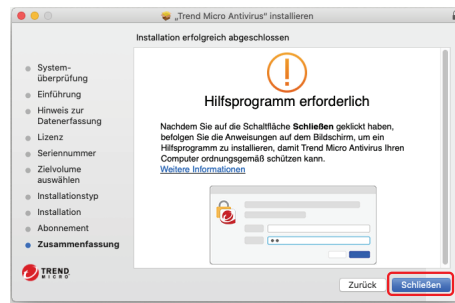 „Trend Micro Antivirus“ installieren
Installation erfolgreich abgeschlossen
System-
überprüfung
Einführung
Hinweis zur
Datenerfassung
Lizenz
Seriennummer
Zielvolume
auswählen
Installationstyp
Installation
Abonnement
Zusammenfassung
Hilfsprogramm erforderlich
Nachdem Sie auf die Schaltfläche Schließen geklickt haben,
befolgen Sie die Anweisungen auf dem Bildschirm, um ein
Hilfsprogramm zu installieren, damit Trend Micro Antivirus Ihren
Computer ordnungsgemäß schützen kann.
Weitere Informationen
TREND
MICRO
Zurück
Schließen